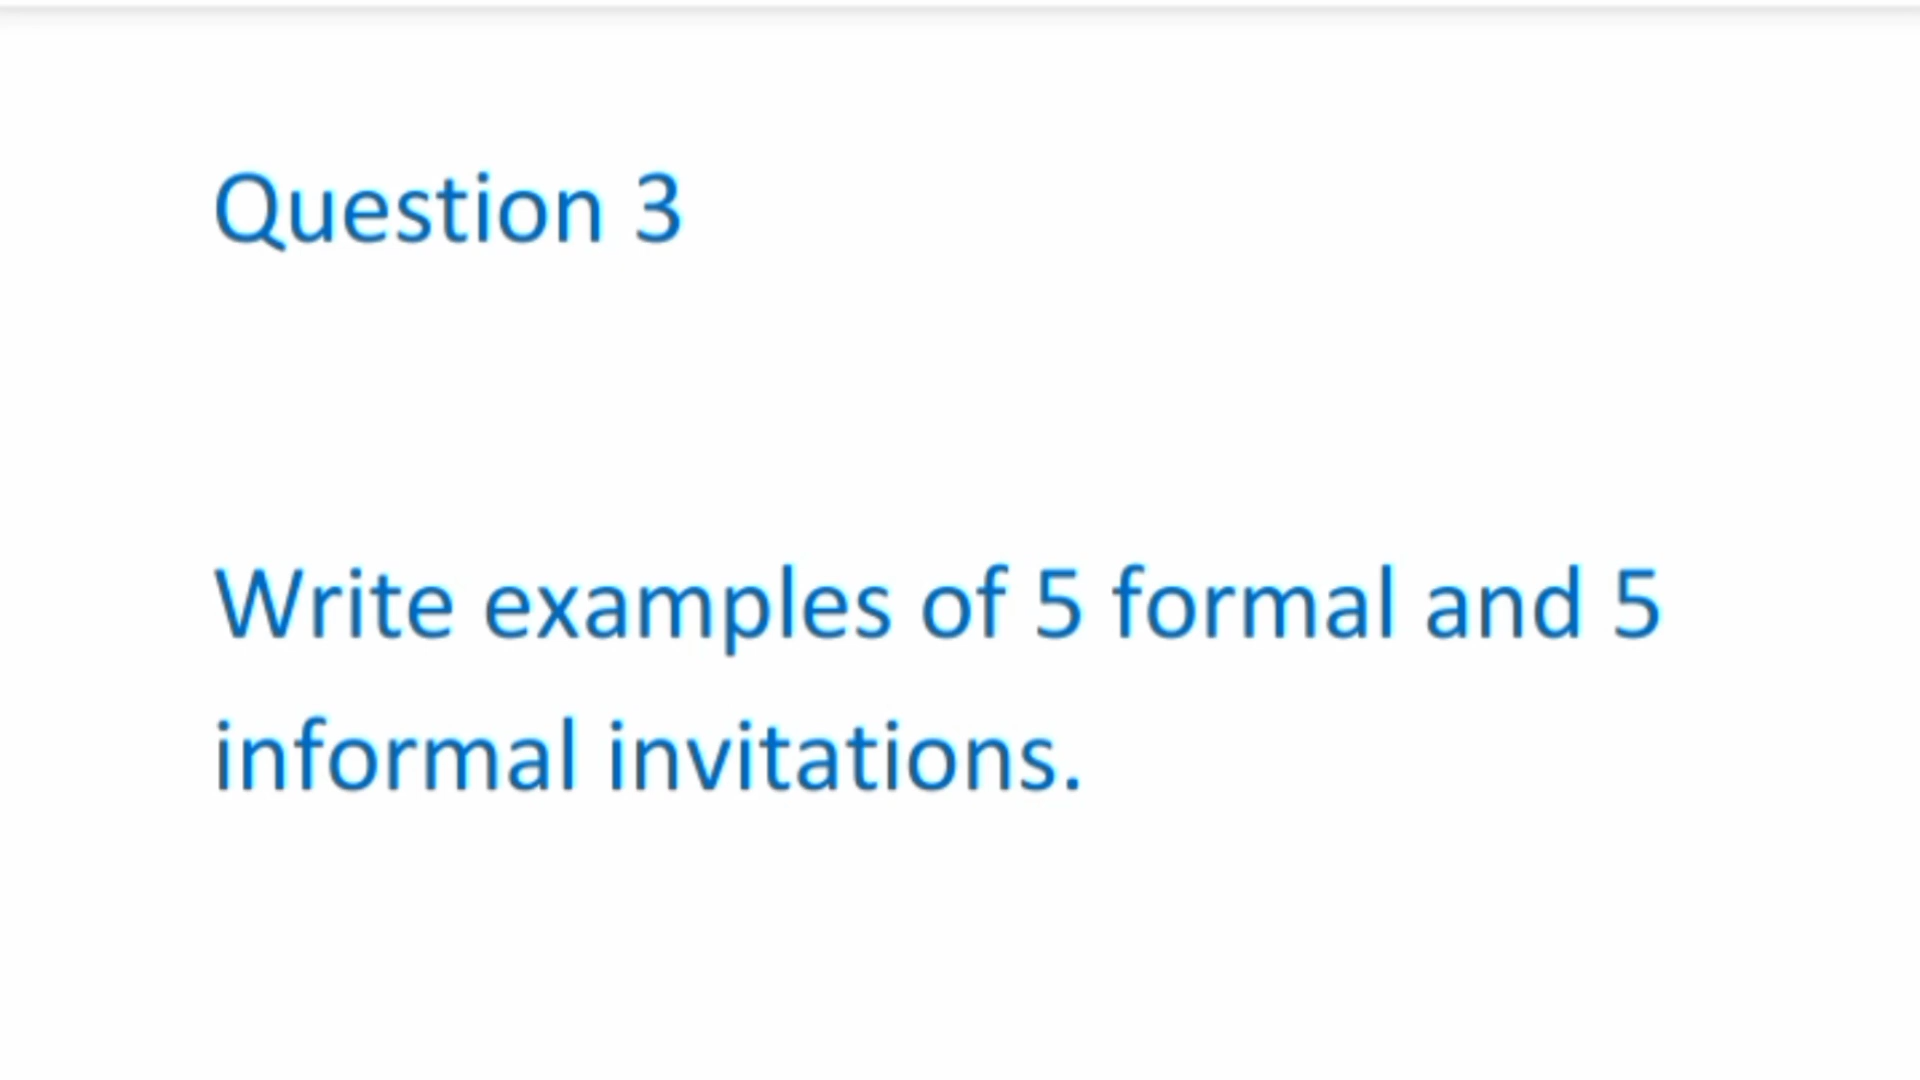 Question 3
Write examples of 5 formal and 5
informal invitations.